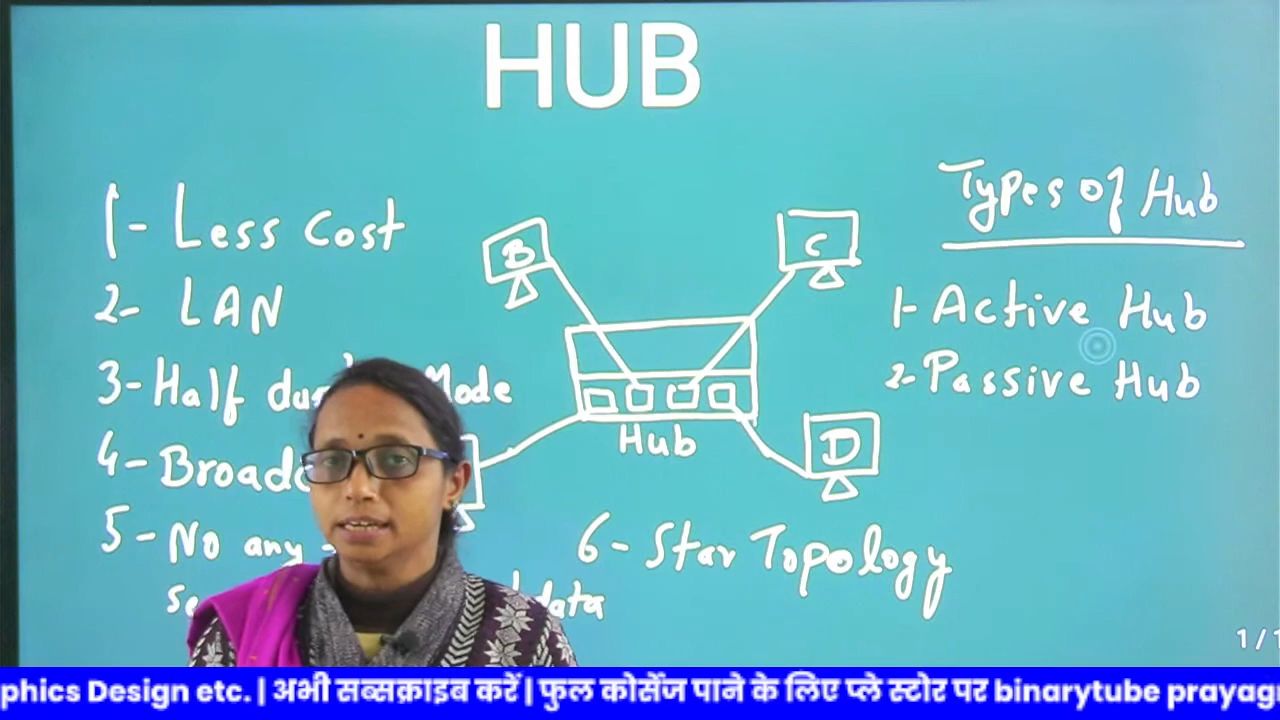 HUB
1- Less Cost
2- LAN
3- Half Mode
4-
5- No any
data
B
C
D
Hub
6- Star Topology
Types of Hub
1- Active Hub
2- Passive Hub
1/1
phics Design etc. | अभी सब्सक्राइब करें | फुल कोर्सेज पाने के लिए प्ले स्टोर पर binarytube prayag